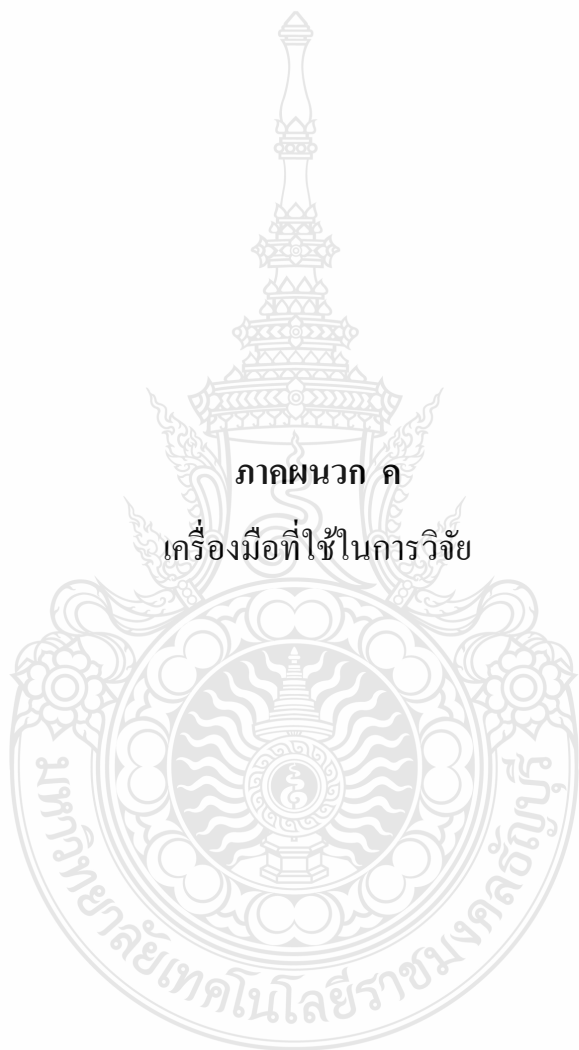 ภาคผนวก ค
เครื่องมือที่ใช้ในการวิจัย
มหาวิทยาลัยเทคโนโลยีราชมงคลธัญบุรี